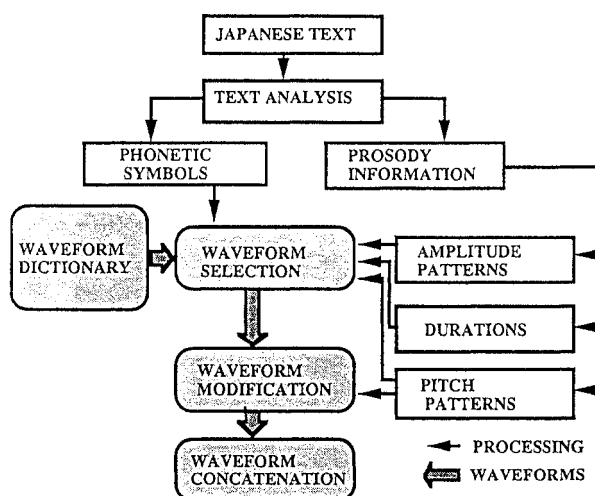 JAPANESE TEXT
TEXT ANALYSIS
PHONETIC
SYMBOLS
PROSODY
INFORMATION
WAVEFORM
DICTIONARY
WAVEFORM
SELECTION
AMPLITUDE
PATTERNS
DURATIONS
WAVEFORM
MODIFICATION
PITCH
PATTERNS
WAVEFORM
CONCATENATION
PROCESSING
WAVEFORMS